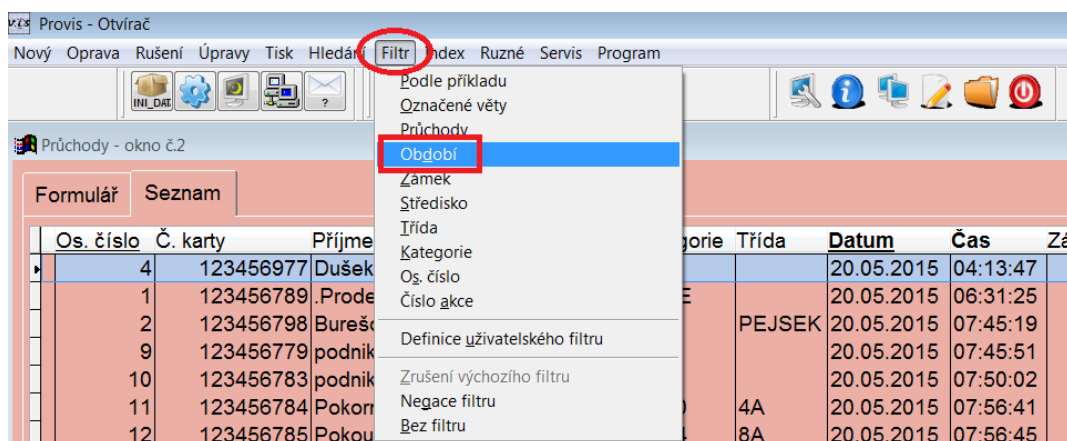 vis Provis - Otvírač
Nový Oprava Rušení Úpravy Tisk Hledání Filtr Index Ruzné Servis Program
INI_DAT ?
Podle příkladu
Označené věty
Průchody
Období
Zámek
Středisko
Třída
Kategorie
Os. číslo
Číslo akce
Definice uživatelského filtru
Zrušení výchozího filtru
Negace filtru
Bez filtru
Průchody - okno č.2
Formulář Seznam
Os. číslo Č. karty Příjme gorie Třída Datum Čas Zá
4 123456977 Dušek 20.05.2015 04:13:47
1 123456789 .Prode E 20.05.2015 06:31:25
2 123456798 Burešo PEJSEK 20.05.2015 07:45:19
9 123456779 podnik 20.05.2015 07:45:51
10 123456783 podnik 20.05.2015 07:50:02
11 123456784 Pokorn 4A 20.05.2015 07:56:41
12 123456785 Pokou 8A 20.05.2015 07:56:45